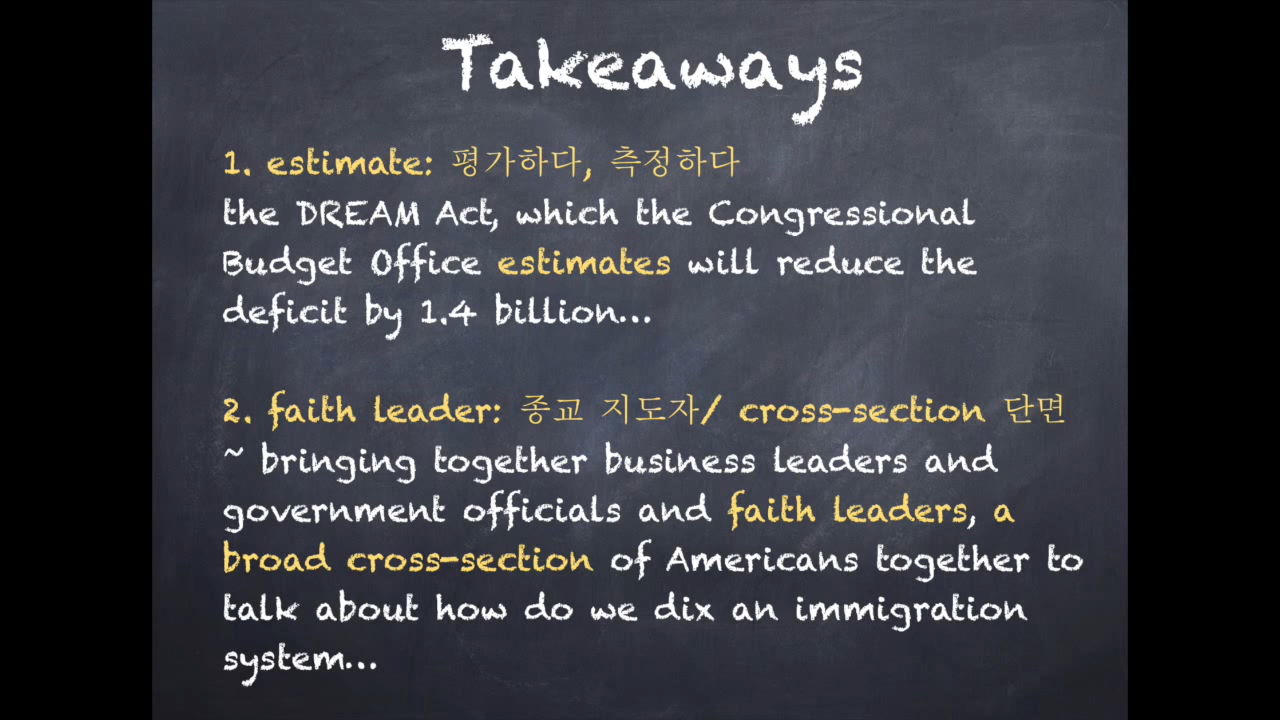 Takeaways
1. estimate: 평가하다, 측정하다
the DREAM Act, which the Congressional
Budget Office estimates will reduce the
deficit by 1.4 billion...
2. faith leader: 종교 지도자/ cross-section 단면
~ bringing together business leaders and
government officials and faith leaders, a
broad cross-section of Americans together to
talk about how do we dix an immigration
system...